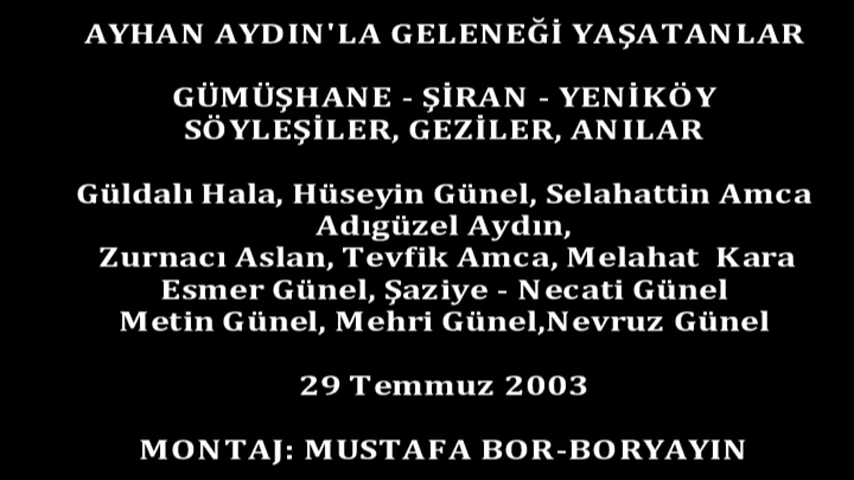 AYHAN AYDIN'LA GELENEĞİ YAŞATANLAR
GÜMÜŞHANE - ŞİRAN - YENİKÖY
SÖYLEŞİLER, GEZİLER, ANILAR
Güldalı Hala, Hüseyin Günel, Selahattin Amca
Adıgüzel Aydın,
Zurnacı Aslan, Tevfik Amca, Melahat  Kara
Esmer Günel, Şaziye - Necati Günel
Metin Günel, Mehri Günel,Nevruz Günel
29 Temmuz 2003
MONTAJ: MUSTAFA BOR-BORYAYIN